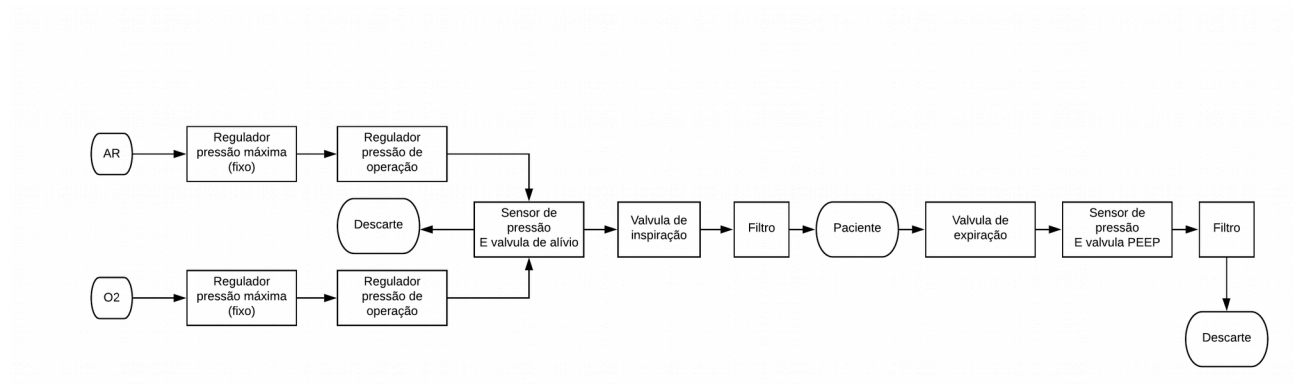 AR
Regulador
pressão máxima
(fixo)
Regulador
pressão de
operação
Descarte
Sensor de
pressão
E valvula de alívio
Valvula de
inspiração
Filtro
Paciente
Valvula de
expiração
Sensor de
pressão
E valvula PEEP
Filtro
O2
Regulador
pressão máxima
(fixo)
Regulador
pressão de
operação
Descarte